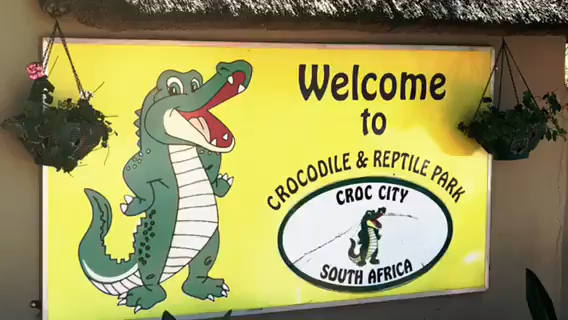 Welcome
to
CROCODILE & REPTILE PARK
CROC CITY
SOUTH AFRICA